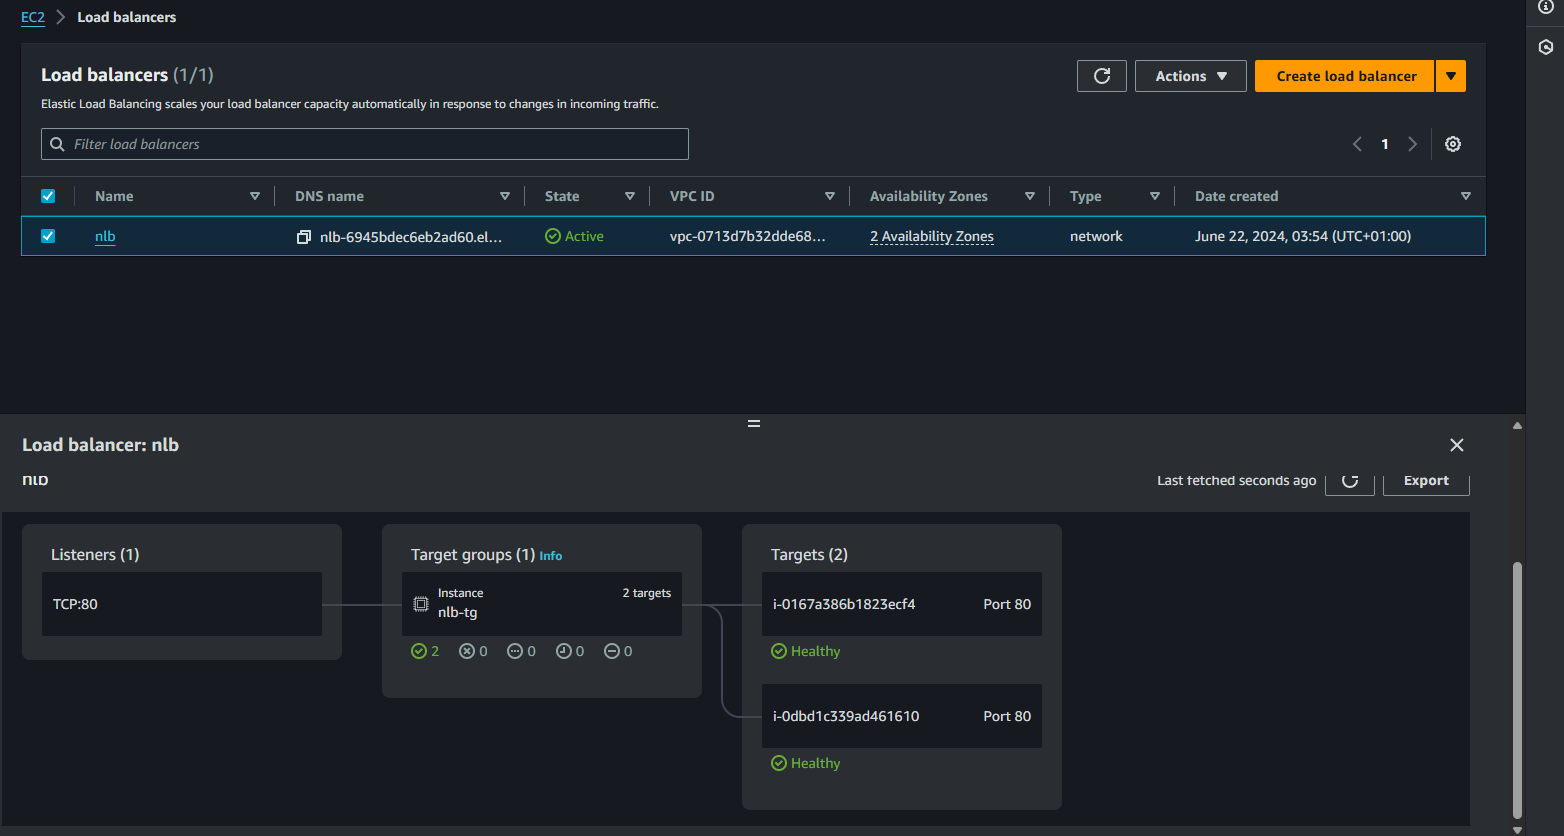 EC2 Load balancers
Load balancers (1/1)
Actions
Create load balancer
Elastic Load Balancing scales your load balancer capacity automatically in response to changes in incoming traffic.
Filter load balancers
1
Name DNS name State VPC ID Availability Zones Type Date created
nlb nlb-6945bdec6eb2ad60.el... Active vpc-0713d7b32dde68... 2 Availability Zones network June 22, 2024, 03:54 (UTC+01:00)
Load balancer: nlb
nlb
Last fetched seconds ago
Export
Listeners (1)
TCP:80
Target groups (1) Info
Instance 2 targets
nlb-tg
2 0 0 0 0
Targets (2)
i-0167a386b1823ecf4 Port 80
Healthy
i-0dbd1c339ad461610 Port 80
Healthy